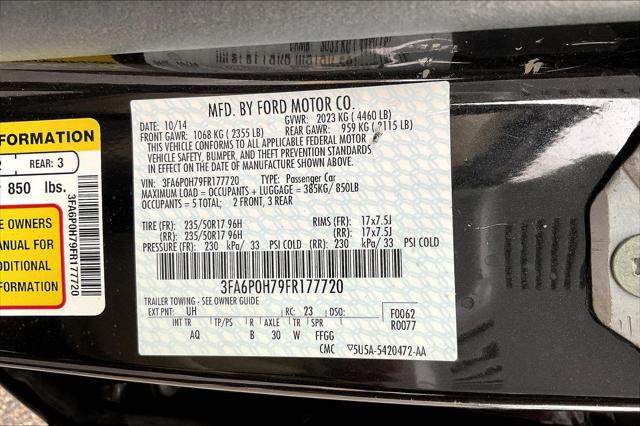 FORMATION
REAR: 3
850 lbs.
E OWNERS
ANUAL FOR
DDITIONAL
FORMATION
3FA6P0H79FR177720
MFD. BY FORD MOTOR CO.
DATE: 10/14 GVWR: 2023 KG ( 4460 LB)
FRONT GAWR: 1068 KG ( 2355 LB) REAR GAWR: 959 KG ( 2115 LB)
THIS VEHICLE CONFORMS TO ALL APPLICABLE FEDERAL MOTOR
VEHICLE SAFETY, BUMPER, AND THEFT PREVENTION STANDARDS
IN EFFECT ON THE DATE OF MANUFACTURE SHOWN ABOVE.
VIN: 3FA6P0H79FR177720 TYPE: Passenger Car
MAXIMUM LOAD = OCCUPANTS + LUGGAGE = 385KG/ 850LB
OCCUPANTS = 5 TOTAL: 2 FRONT, 3 REAR
TIRE (FF): 235/50R17 96H RIMS (FF): 17x7.5J
(RR): 235/50R17 96H (RR): 17x7.5J
PRESSURE (FF): 230 kPa/ 33 PSI COLD (RR): 230 kPa/ 33 PSI COLD
3FA6P0H79FR177720
TRAILER TOWING - SEE OWNER GUIDE
EXT PNT: UH RC: 23 DSO: F0062
R0077
INT TR TP/PS R AXLE TR SPR
AQ B 30 W FFGG
CMC 5U5A-5420472-AA